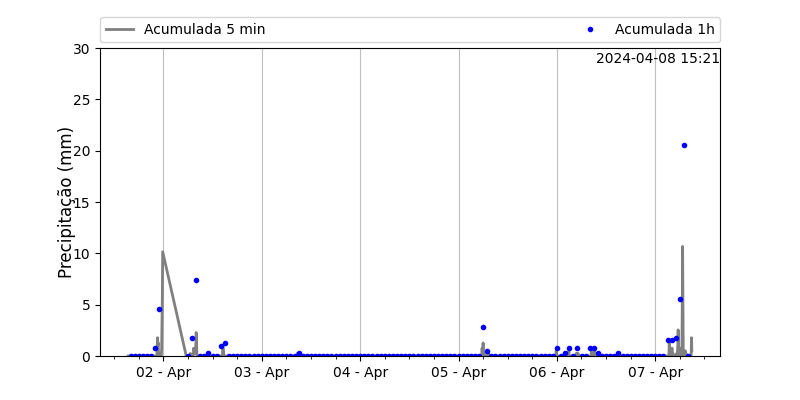 Acumulada 5 min
Acumulada 1h
2024-04-08 15:21
Precipitação (mm)
30
25
20
15
10
5
0
02 - Apr
03 - Apr
04 - Apr
05 - Apr
06 - Apr
07 - Apr